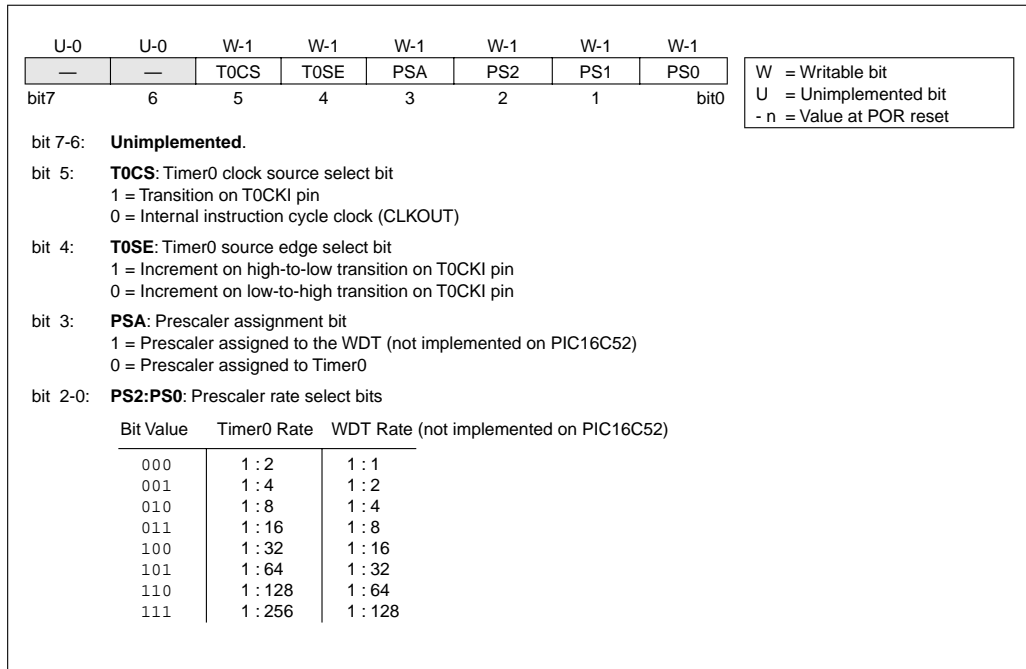 U-0 U-0 W-1 W-1 W-1 W-1 W-1 W-1
— — T0CS T0SE PSA PS2 PS1 PS0
bit7 6 5 4 3 2 1 bit0
W = Writable bit
U = Unimplemented bit
- n = Value at POR reset
bit 7-6: Unimplemented.
bit 5: T0CS: Timer0 clock source select bit
1 = Transition on T0CKI pin
0 = Internal instruction cycle clock (CLKOUT)
bit 4: T0SE: Timer0 source edge select bit
1 = Increment on high-to-low transition on T0CKI pin
0 = Increment on low-to-high transition on T0CKI pin
bit 3: PSA: Prescaler assignment bit
1 = Prescaler assigned to the WDT (not implemented on PIC16C52)
0 = Prescaler assigned to Timer0
bit 2-0: PS2:PS0: Prescaler rate select bits
Bit Value Timer0 Rate WDT Rate (not implemented on PIC16C52)
000 1 : 2 1 : 1
001 1 : 4 1 : 2
010 1 : 8 1 : 4
011 1 : 16 1 : 8
100 1 : 32 1 : 16
101 1 : 64 1 : 32
110 1 : 128 1 : 64
111 1 : 256 1 : 128